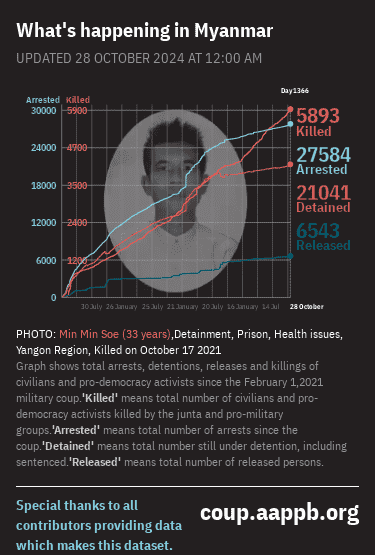 What's happening in Myanmar
UPDATED 28 OCTOBER 2024 AT 12:00 AM
Day1366
Arrested Killed
30000 5900
24000 4700
18000 3500
12000 2400
6000 1200
0
5893
Killed
27584
Arrested
21041
Detained
6543
Released
30 July 26 January 25 July 21 January 20 July 16 January 14 Jul 28 October
PHOTO: Min Min Soe (33 years),Detainment, Prison, Health issues,
Yangon Region, Killed on October 17 2021
Graph shows total arrests, detentions, releases and killings of
civilians and pro-democracy activists since the February 1,2021
military coup.'Killed' means total number of civilians and pro-
democracy activists killed by the junta and pro-military
groups.'Arrested' means total number of arrests since the
coup.'Detained' means total number still under detention, including
sentenced.'Released' means total number of released persons.
Special thanks to all
contributors providing data
which makes this dataset.
coup.aappb.org